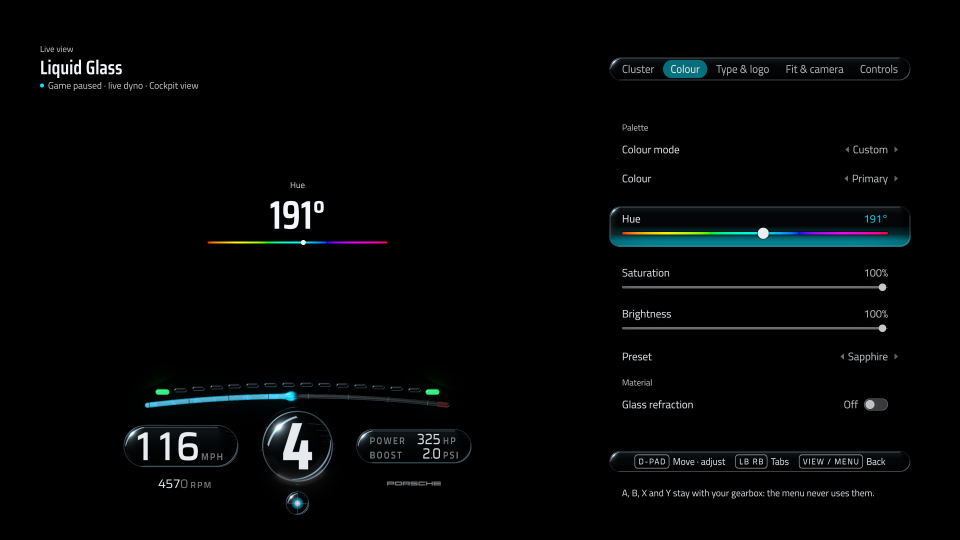 Live view
Liquid Glass
Game paused · live dyno · Cockpit view
Cluster Colour Type & logo Fit & camera Controls
Palette
Colour mode Custom
Colour Primary
Hue
191°
Hue 191°
Saturation 100%
Brightness 100%
Preset Sapphire
Material
Glass refraction Off
116 MPH
4570 RPM
4
POWER 325 HP
BOOST 2.0 PSI
PORSCHE
D-PAD Move · adjust LB RB Tabs VIEW / MENU Back
A, B, X and Y stay with your gearbox: the menu never uses them.